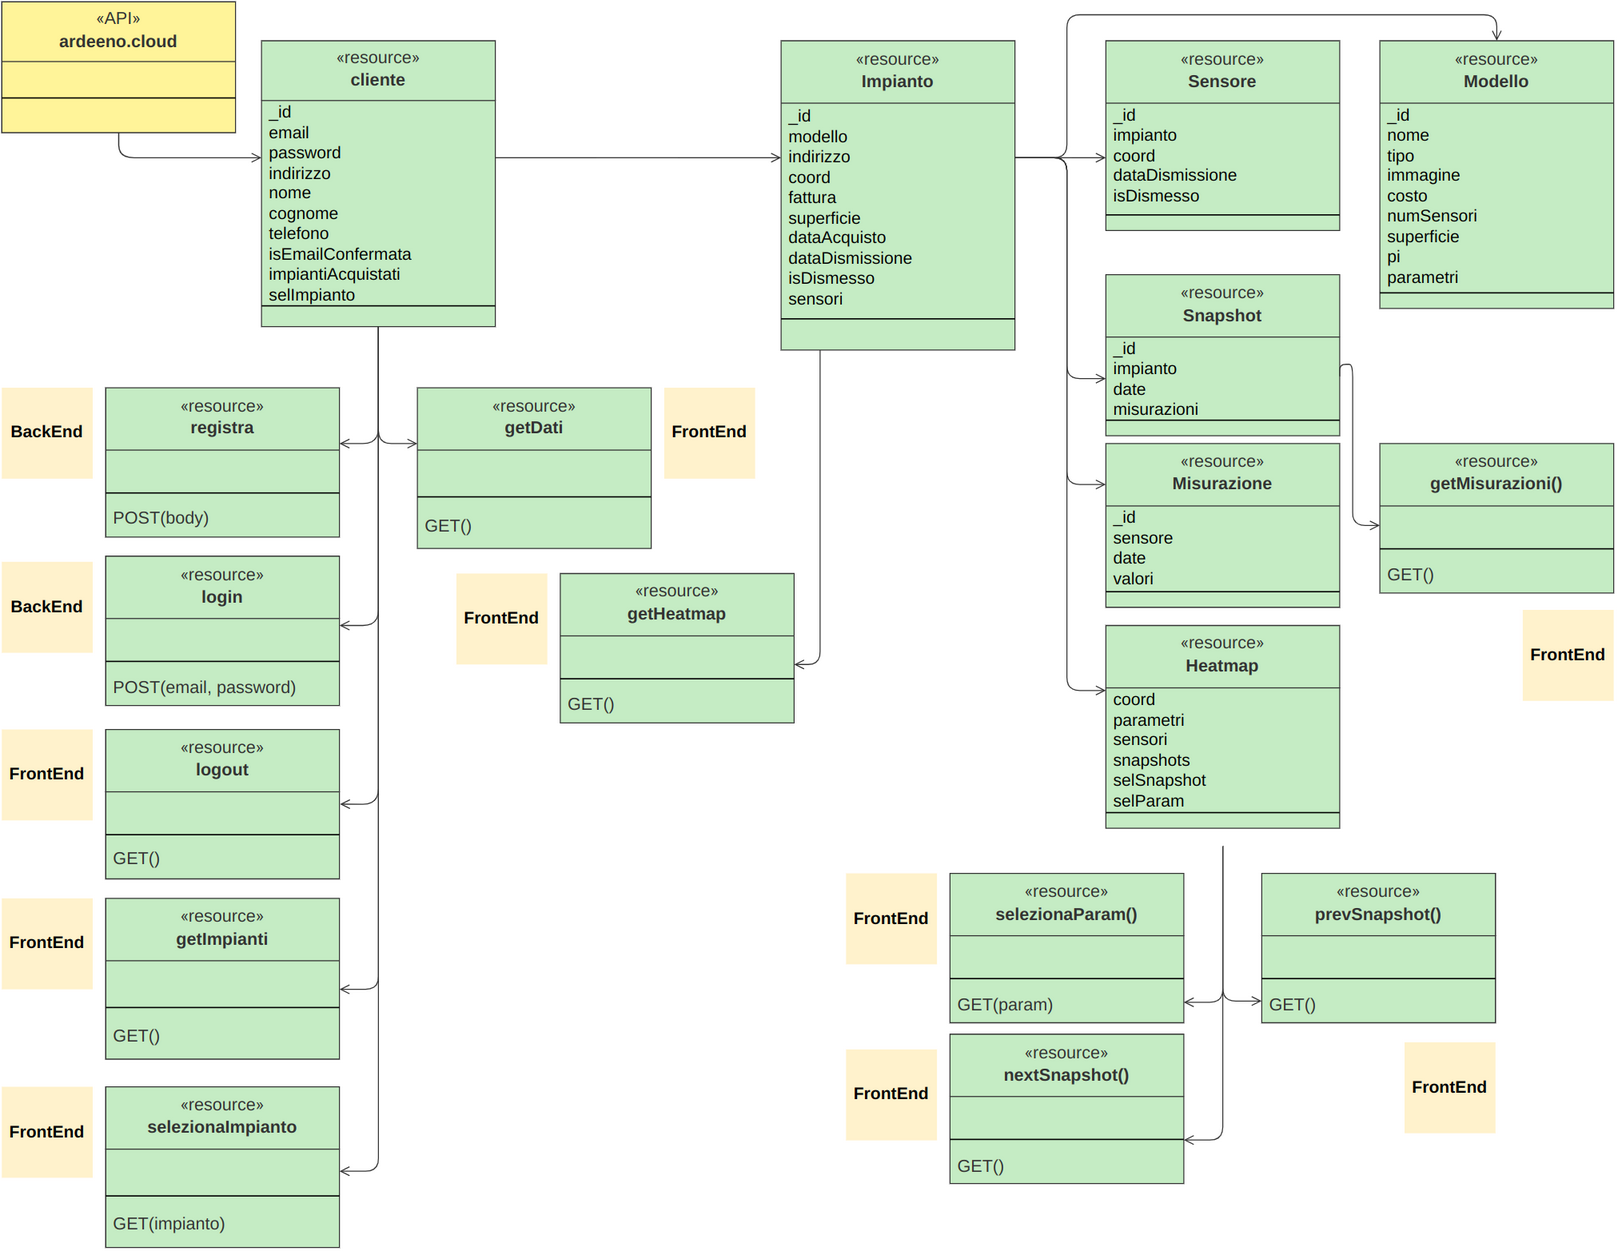 «API»
ardeeno.cloud
«resource»
cliente
_id
email
password
indirizzo
nome
cognome
telefono
isEmailConfermata
impiantiAcquistati
selImpianto
«resource»
Impianto
_id
modello
indirizzo
coord
fattura
superficie
dataAcquisto
dataDismissione
isDismesso
sensori
«resource»
Sensore
_id
impianto
coord
dataDismissione
isDismesso
«resource»
Modello
_id
nome
tipo
immagine
costo
numSensori
superficie
pi
parametri
«resource»
Snapshot
_id
impianto
date
misurazioni
BackEnd
«resource»
registra
POST(body)
«resource»
getDati
GET()
FrontEnd
«resource»
Misurazione
_id
sensore
date
valori
«resource»
getMisurazioni()
GET()
FrontEnd
BackEnd
«resource»
login
POST(email, password)
FrontEnd
«resource»
getHeatmap
GET()
«resource»
Heatmap
coord
parametri
sensori
snapshots
selSnapshot
selParam
FrontEnd
«resource»
logout
GET()
FrontEnd
«resource»
getImpianti
GET()
FrontEnd
«resource»
selezionaParam()
GET(param)
«resource»
prevSnapshot()
GET()
FrontEnd
FrontEnd
«resource»
nextSnapshot()
GET()
FrontEnd
«resource»
selezionaImpianto
GET(impianto)